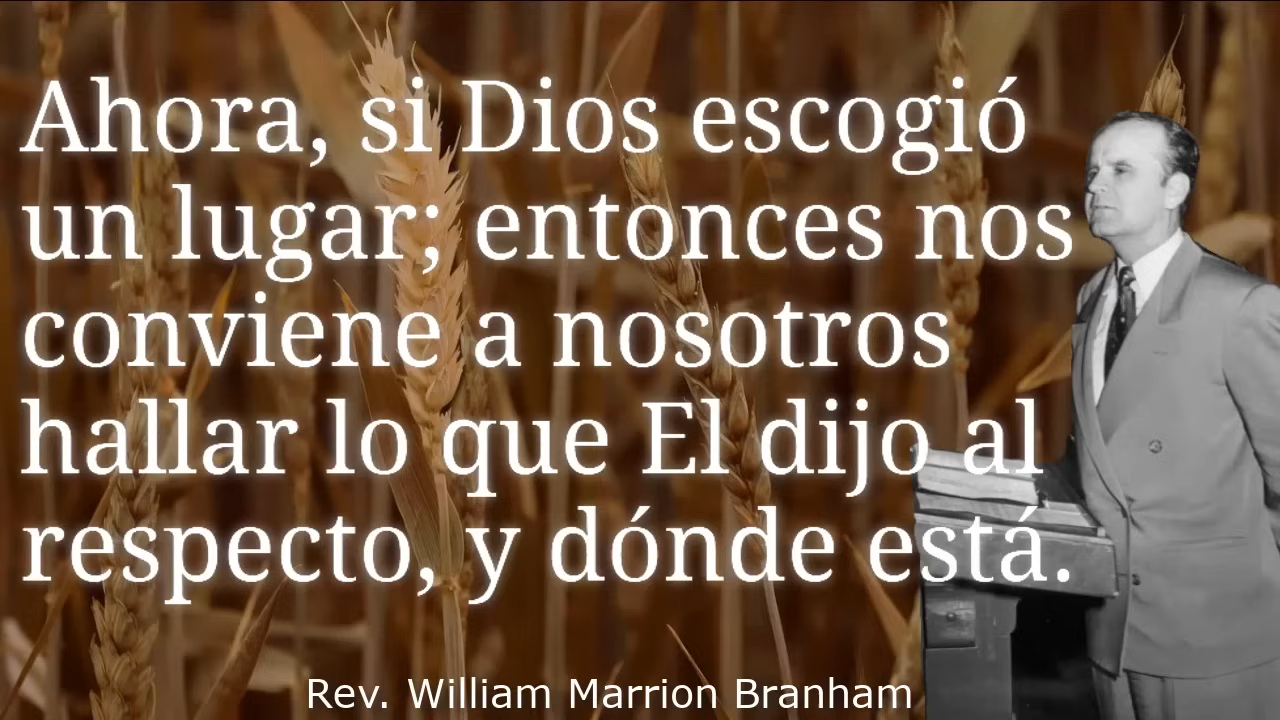 Ahora, si Dios escogió
un lugar; entonces nos
conviene a nosotros
hallar lo que El dijo al
respecto, y dónde está.
Rev. William Marrion Branham